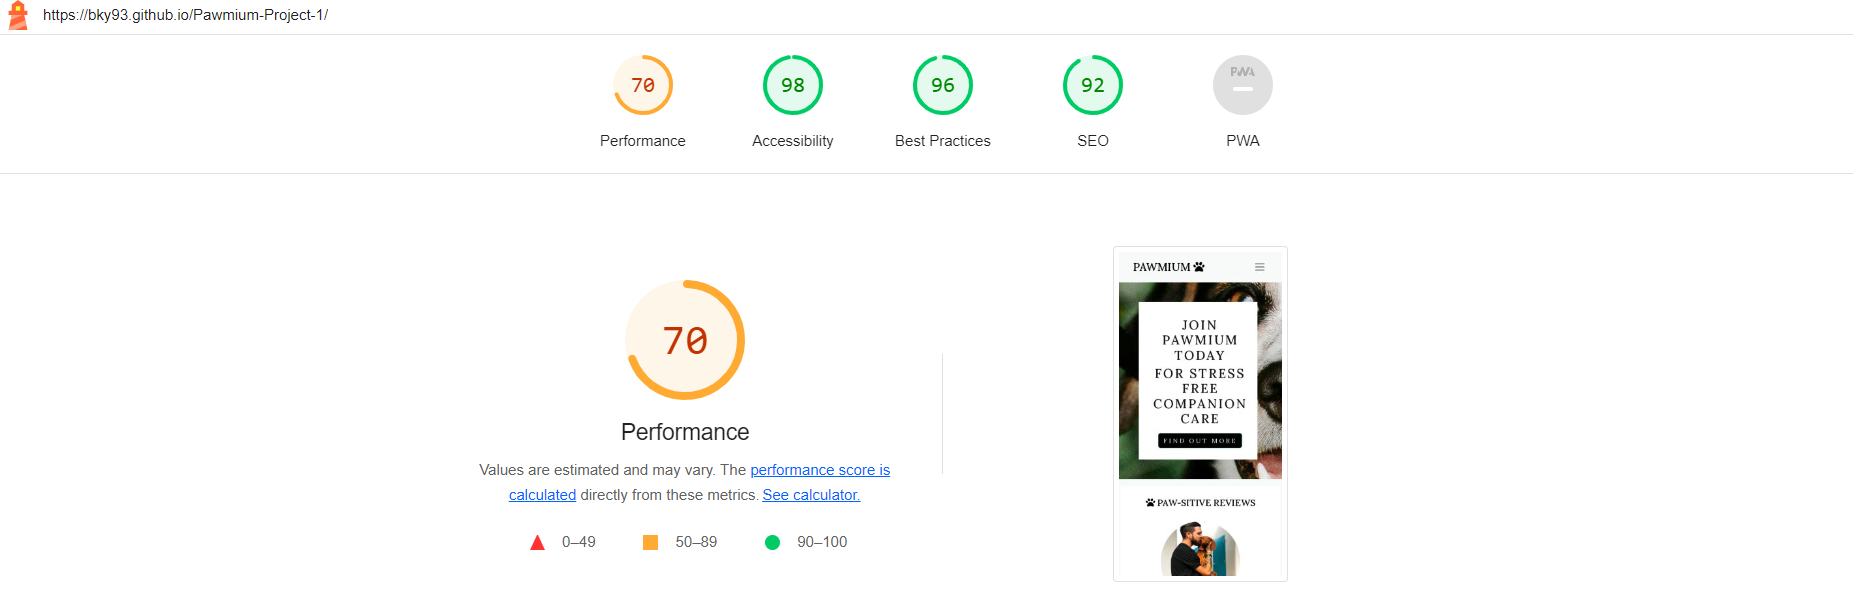 https://bky93.github.io/Pawmium-Project-1/
70
98
96
92
PWA
Performance
Accessibility
Best Practices
SEO
PWA
70
Performance
Values are estimated and may vary. The performance score is
calculated directly from these metrics. See calculator.
0–49
50–89
90–100
PAWMIUM
JOIN
PAWMIUM
TODAY
FOR STRESS
FREE
COMPANION
CARE
FIND OUT MORE
PAW-SITIVE REVIEWS